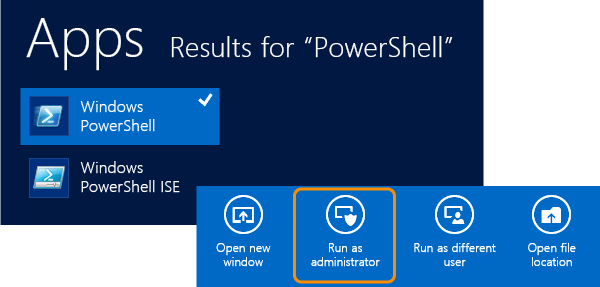 Apps Results for “PowerShell”
Windows
PowerShell
Windows
PowerShell ISE
Open new
window
Run as
administrator
Run as different
user
Open file
location